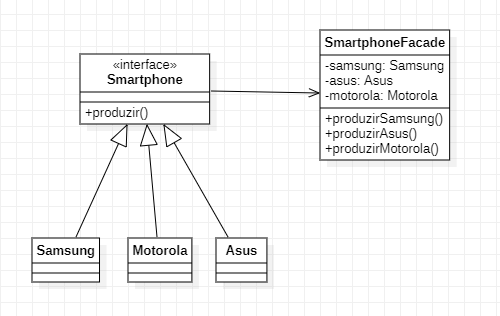 «interface»
Smartphone
+produzir()
SmartphoneFacade
-samsung: Samsung
-asus: Asus
-motorola: Motorola
+produzirSamsung()
+produzirAsus()
+produzirMotorola()
Samsung
Motorola
Asus